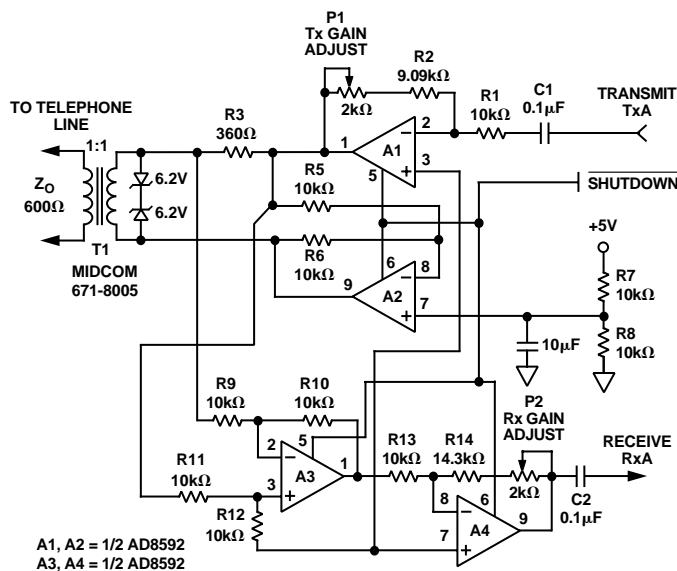 P1
Tx GAIN
ADJUST
R2
9.09kΩ
2kΩ
C1
0.1µF
R1
10kΩ
TRANSMIT
TxA
TO TELEPHONE
LINE
1:1
R3
360Ω
1
2
3
A1
5
6.2V
6.2V
Z_O
600Ω
R5
10kΩ
SHUTDOWN
+5V
T1
MIDCOM
671-8005
R6
10kΩ
6
8
9
A2
7
R7
10kΩ
10µF
R8
10kΩ
R9
10kΩ
R10
10kΩ
P2
Rx GAIN
ADJUST
2
5
1
3
A3
R13
10kΩ
R14
14.3kΩ
2kΩ
RECEIVE
RxA
R11
10kΩ
R12
10kΩ
8
6
9
7
A4
C2
0.1µF
A1, A2 = 1/2 AD8592
A3, A4 = 1/2 AD8592